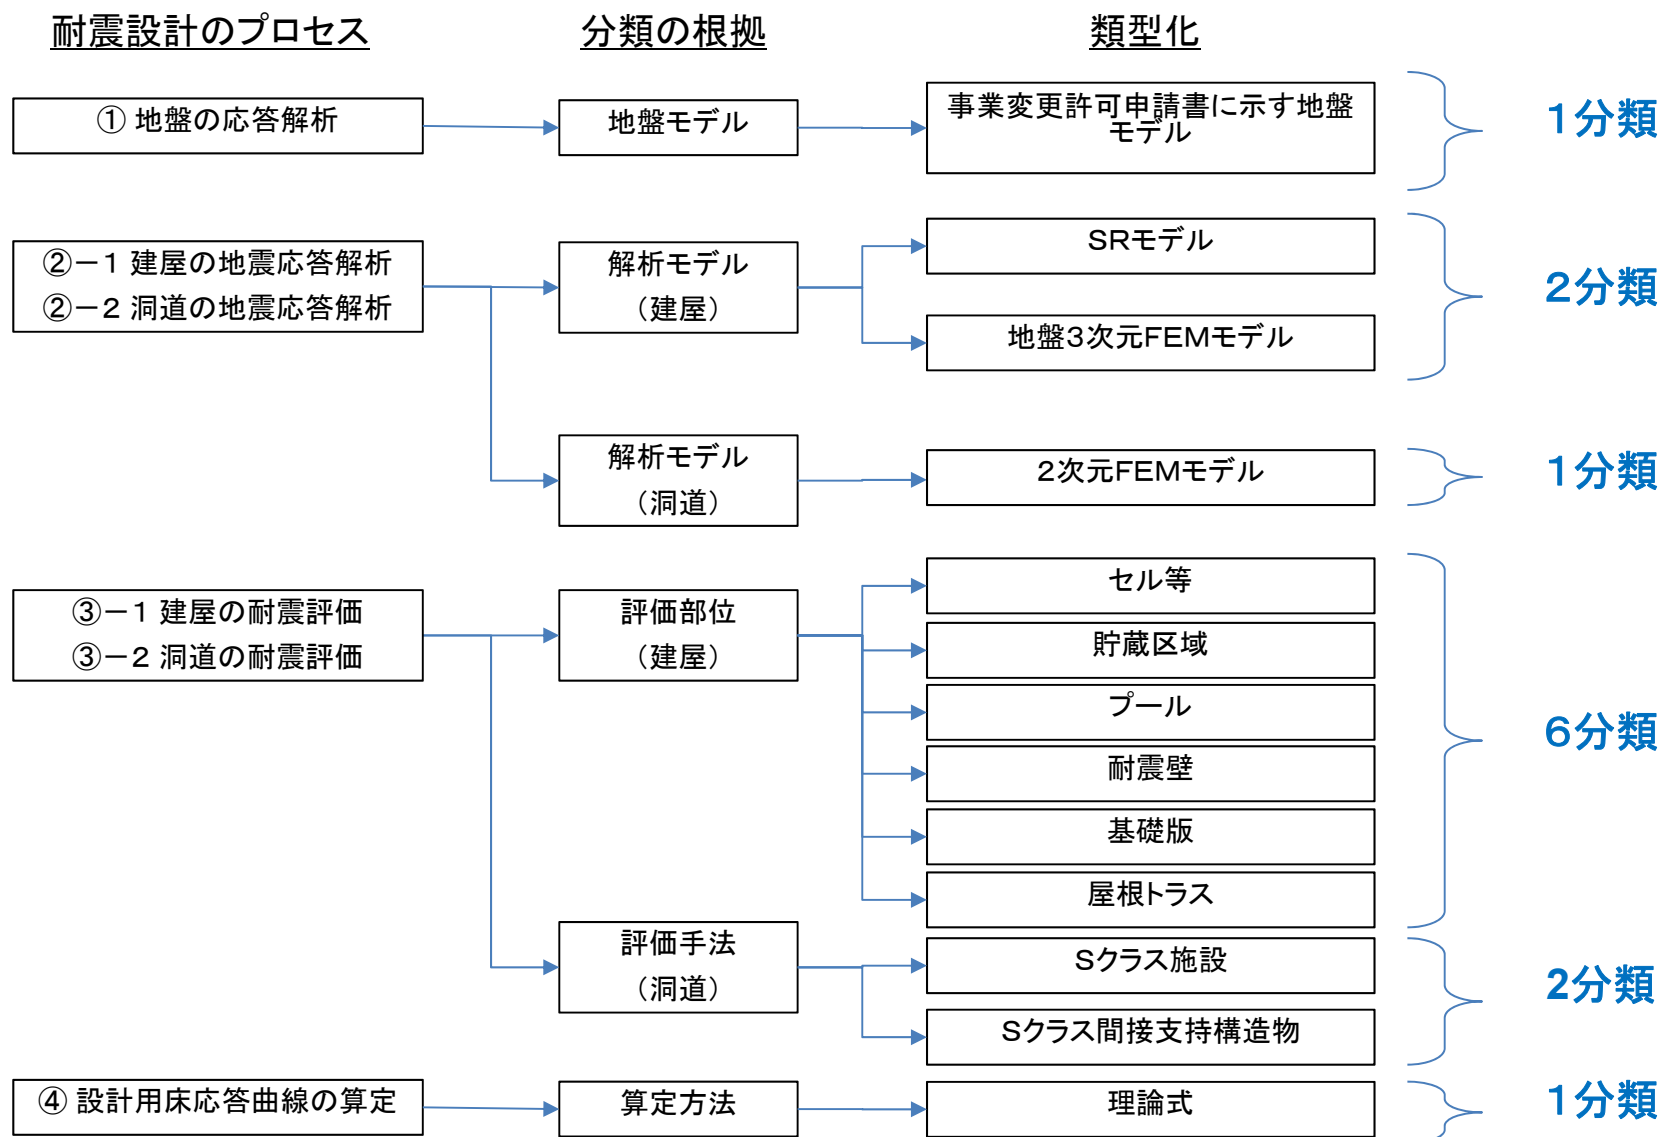 耐震設計のプロセス
分類の根拠
類型化
① 地盤の応答解析
地盤モデル
事業変更許可申請書に示す地盤
モデル
1分類
②－1 建屋の地震応答解析
②－2 洞道の地震応答解析
解析モデル
（建屋）
SRモデル
地盤3次元FEMモデル
2分類
解析モデル
（洞道）
2次元FEMモデル
1分類
③－1 建屋の耐震評価
③－2 洞道の耐震評価
評価部位
（建屋）
セル等
貯蔵区域
プール
耐震壁
基礎版
屋根トラス
6分類
評価手法
（洞道）
Sクラス施設
Sクラス間接支持構造物
2分類
④ 設計用床応答曲線の算定
算定方法
理論式
1分類